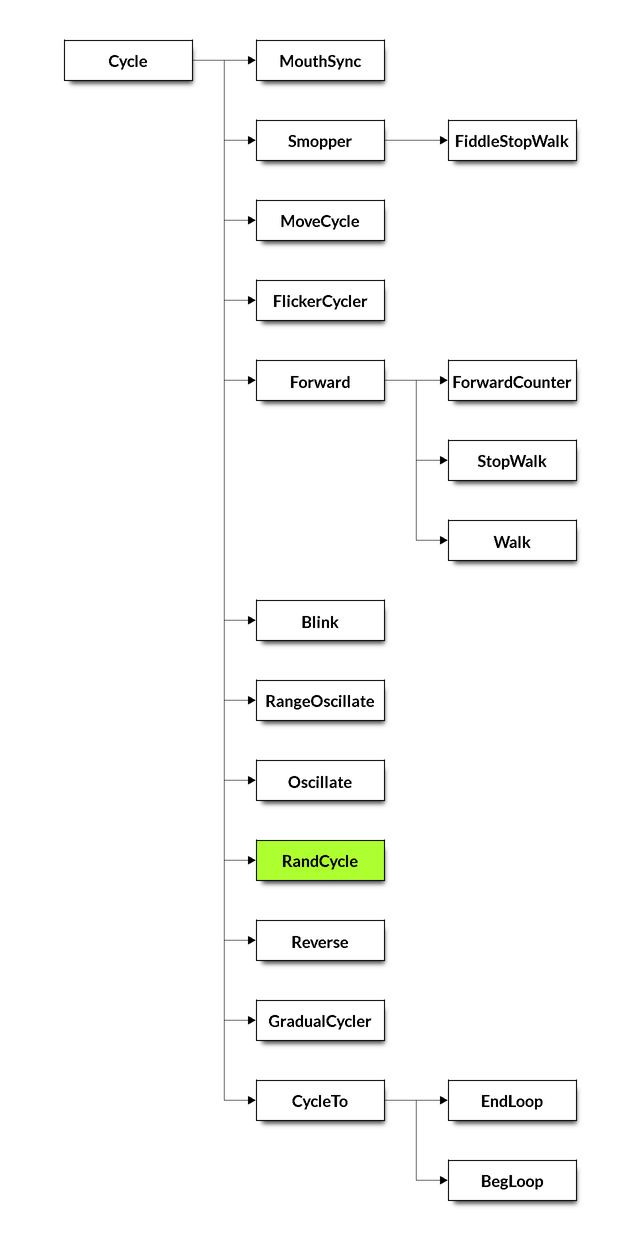 Cycle
MouthSync
Smopper
FiddleStopWalk
MoveCycle
FlickerCycler
Forward
ForwardCounter
StopWalk
Walk
Blink
RangeOscillate
Oscillate
RandCycle
Reverse
GradualCycler
CycleTo
EndLoop
BegLoop